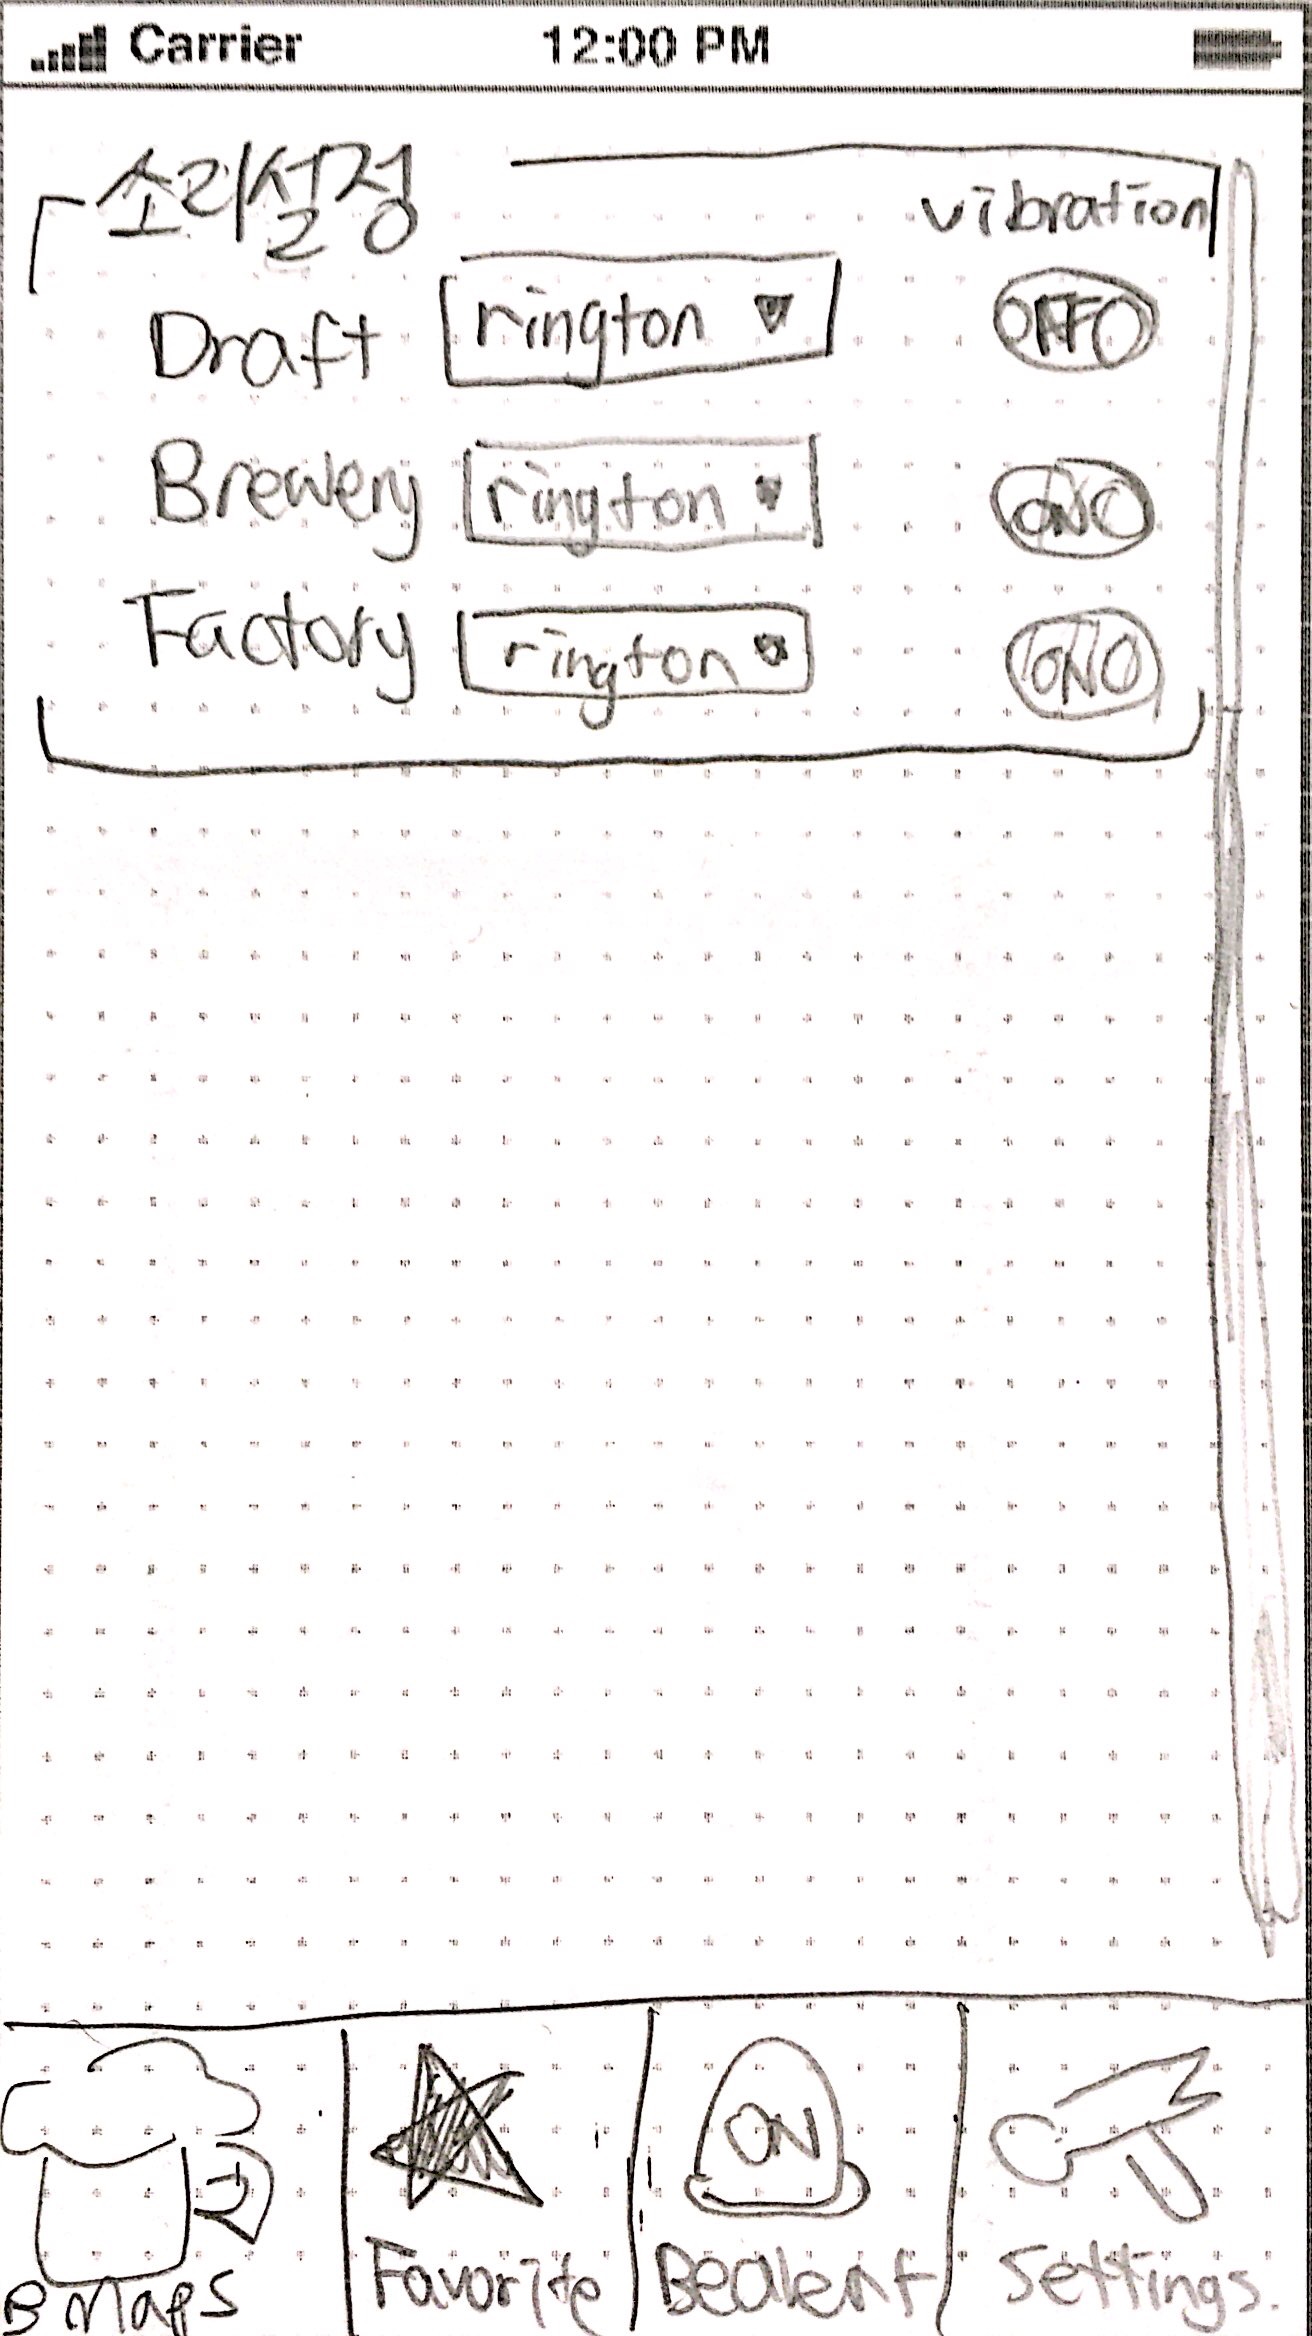 Carrier 12:00 PM
소리설정
vibration
Draft rington OFF
Brewery rington ON
Factory rington ON
ON
B Maps Favorite Bealert Settings.